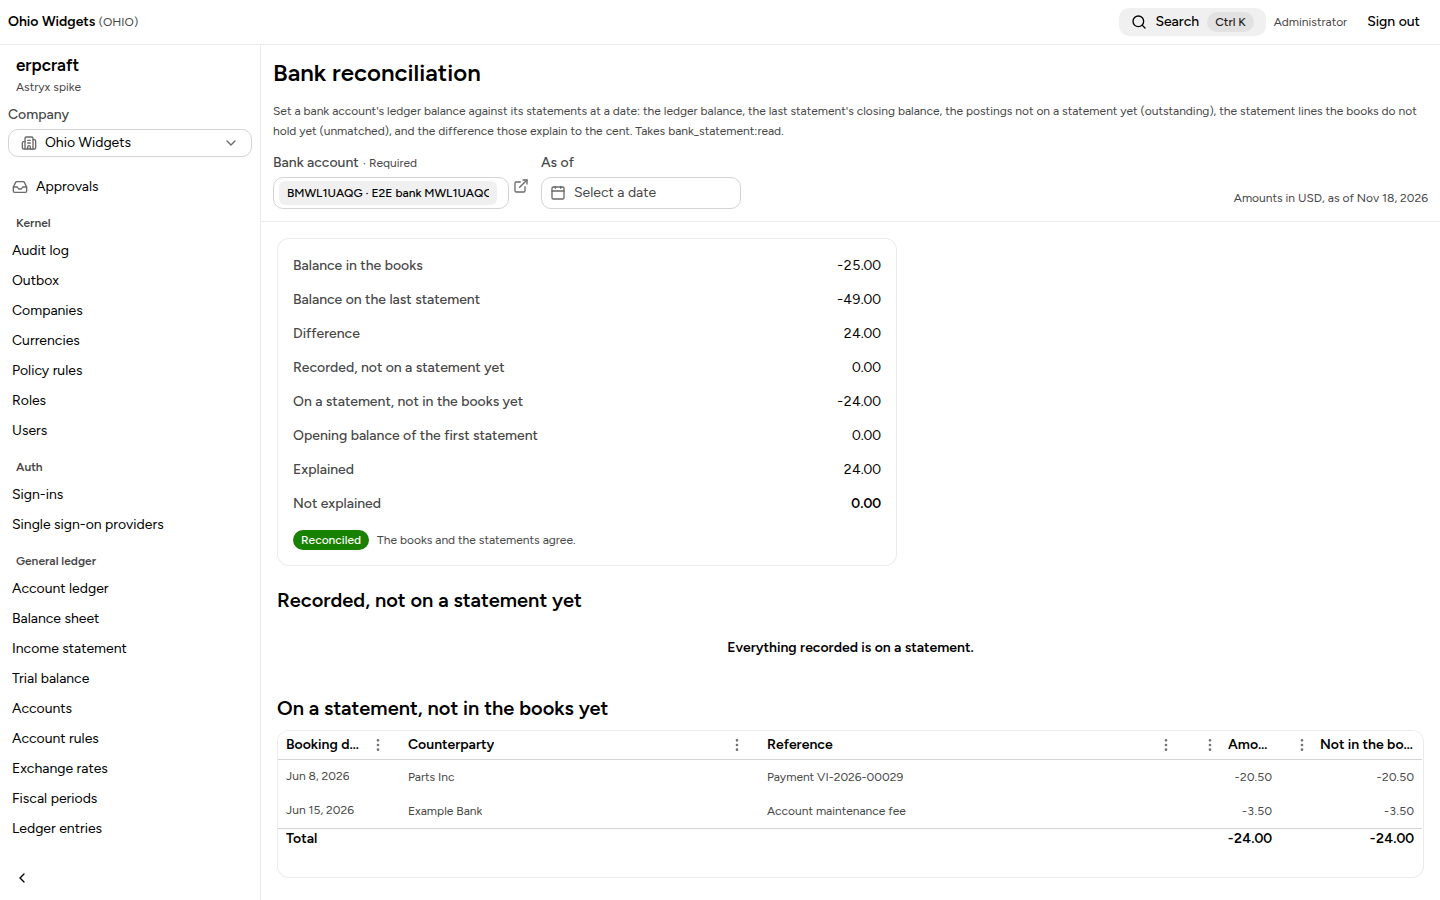 Ohio Widgets (OHIO)
Search Ctrl K Administrator Sign out
erpcraft
Astryx spike
Company
Ohio Widgets
Approvals
Kernel
Audit log
Outbox
Companies
Currencies
Policy rules
Roles
Users
Auth
Sign-ins
Single sign-on providers
General ledger
Account ledger
Balance sheet
Income statement
Trial balance
Accounts
Account rules
Exchange rates
Fiscal periods
Ledger entries
Bank reconciliation
Set a bank account's ledger balance against its statements at a date: the ledger balance, the last statement's closing balance, the postings not on a statement yet (outstanding), the statement lines the books do not
hold yet (unmatched), and the difference those explain to the cent. Takes bank_statement:read.
Bank account · Required
As of
BMWL1UAQG · E2E bank MWL1UAQG
Select a date
Amounts in USD, as of Nov 18, 2026
Balance in the books -25.00
Balance on the last statement -49.00
Difference 24.00
Recorded, not on a statement yet 0.00
On a statement, not in the books yet -24.00
Opening balance of the first statement 0.00
Explained 24.00
Not explained 0.00
Reconciled The books and the statements agree.
Recorded, not on a statement yet
Everything recorded is on a statement.
On a statement, not in the books yet
Booking d... Counterparty Reference Amo... Not in the bo...
Jun 8, 2026 Parts Inc Payment VI-2026-00029 -20.50 -20.50
Jun 15, 2026 Example Bank Account maintenance fee -3.50 -3.50
Total -24.00 -24.00